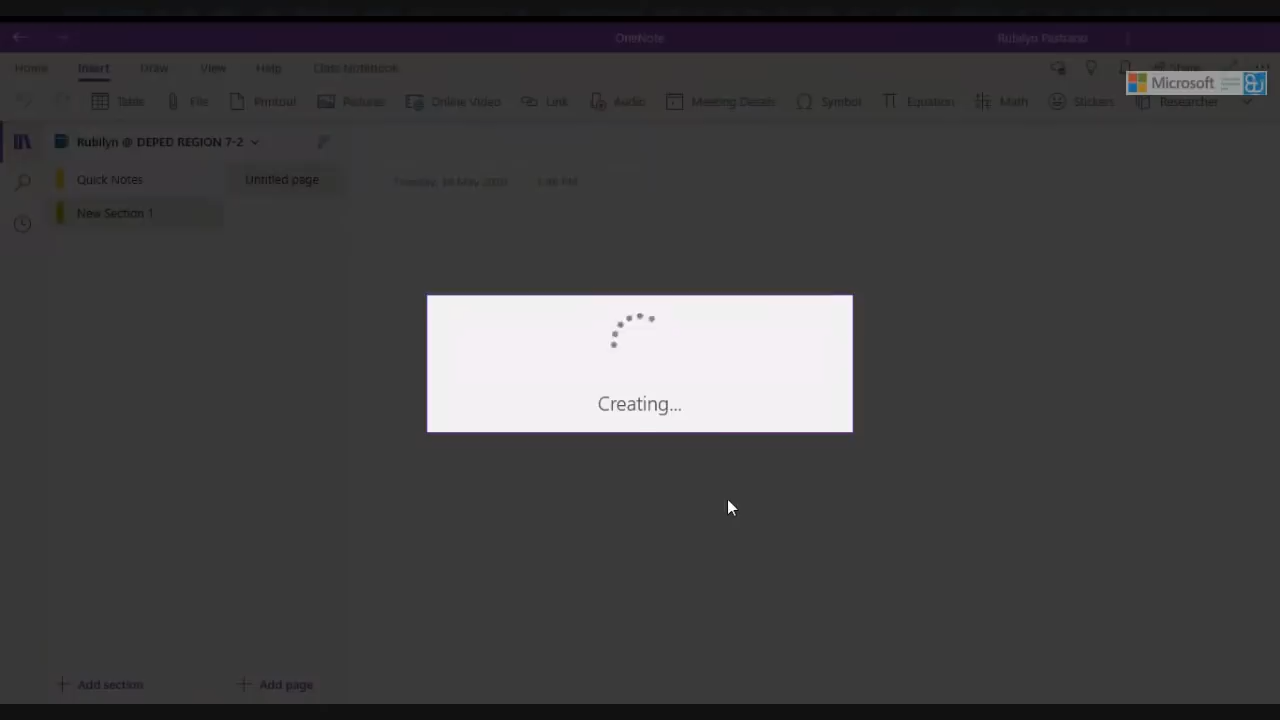 OneNote
Rubilyn Pastrano
Home Insert Draw View Help Class Notebook Share
Microsoft
Table File Printout Pictures Online Video Link Audio Meeting Details Symbol Equation Math Stickers Researcher
Rubilyn @ DEPED REGION 7-2
Quick Notes Untitled page
New Section 1
Creating...
Add section Add page